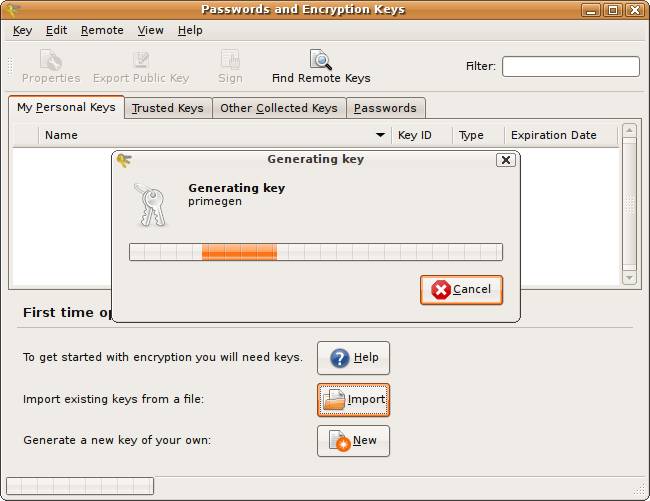 Passwords and Encryption Keys
Key Edit Remote View Help
Properties Export Public Key Sign Find Remote Keys Filter:
My Personal Keys Trusted Keys Other Collected Keys Passwords
Name Key ID Type Expiration Date
Generating key
Generating key
primegen
Cancel
First time op
To get started with encryption you will need keys. Help
Import existing keys from a file: Import
Generate a new key of your own: New